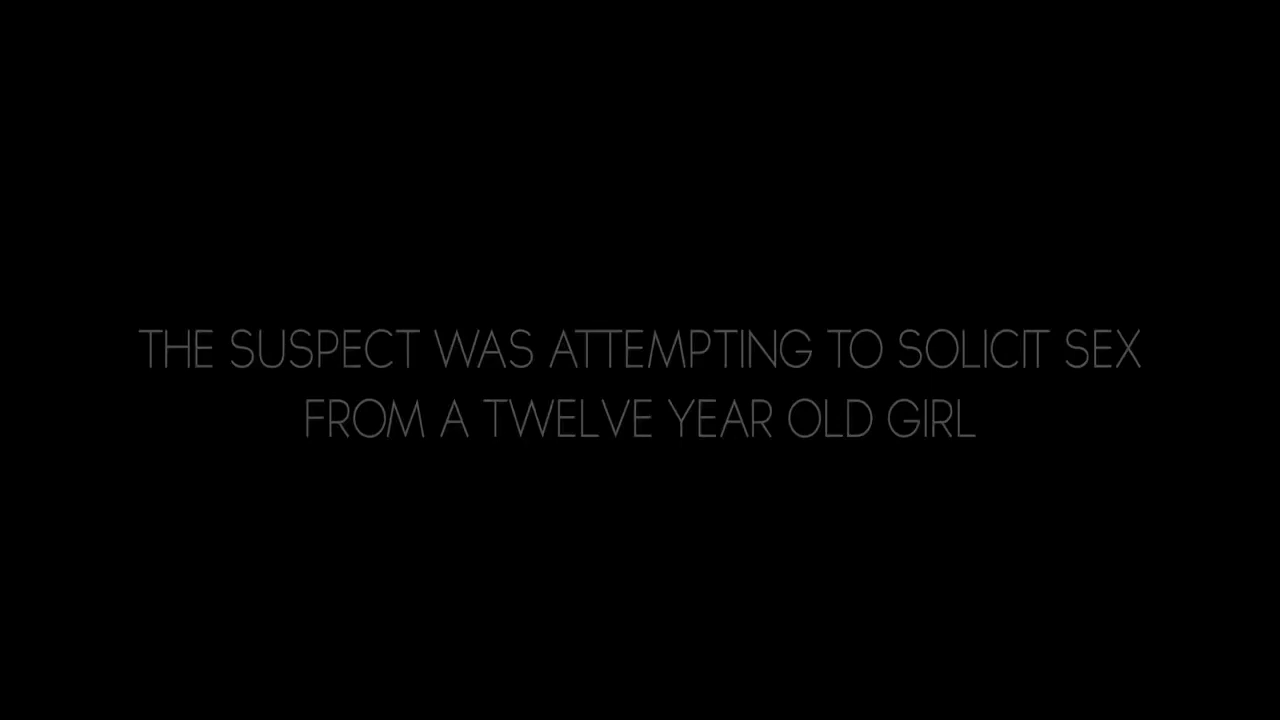 THE SUSPECT WAS ATTEMPTING TO SOLICIT SEX
FROM A TWELVE YEAR OLD GIRL